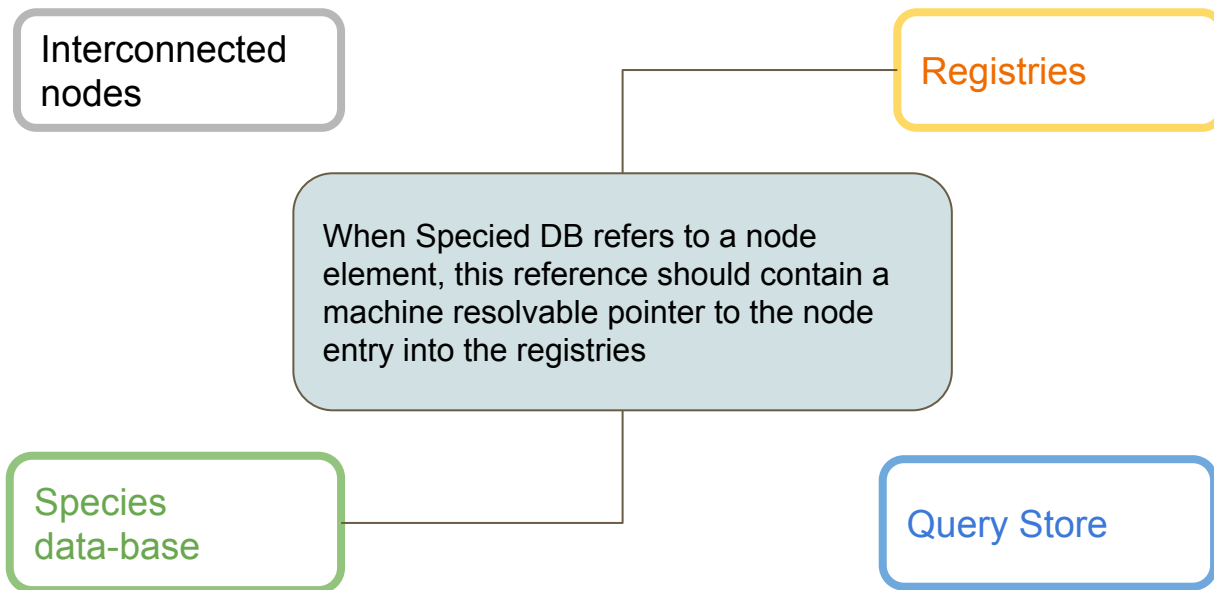 Interconnected
nodes
Registries
When Specied DB refers to a node
element, this reference should contain a
machine resolvable pointer to the node
entry into the registries
Species
data-base
Query Store